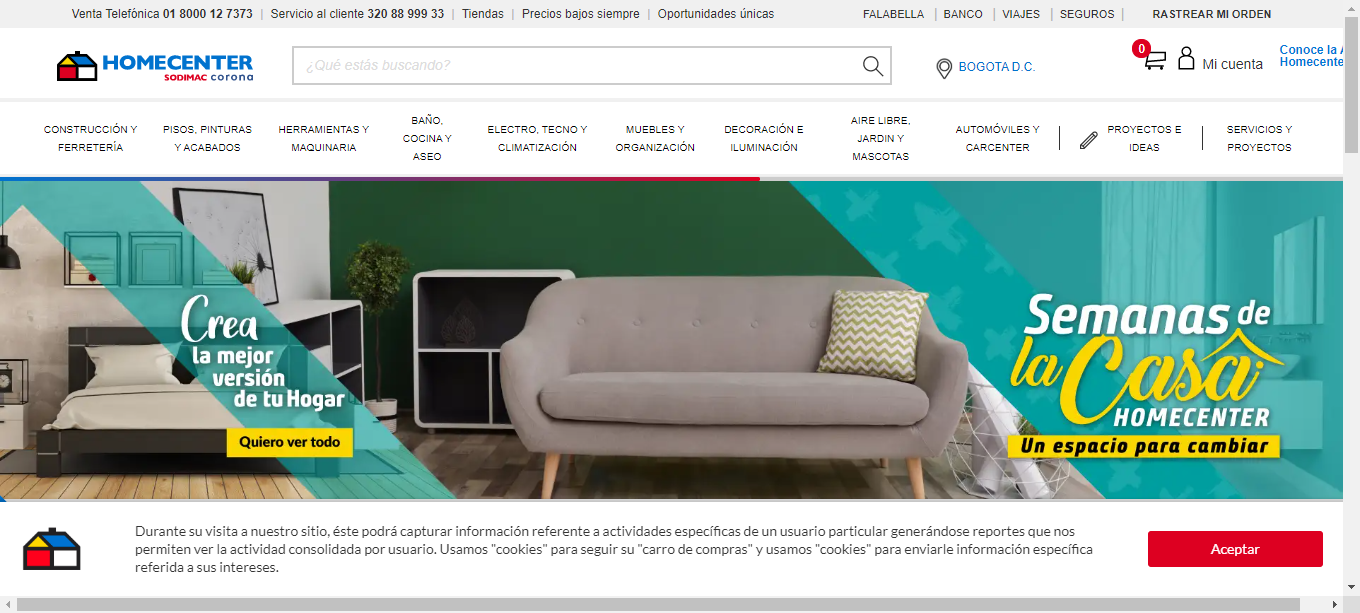 Venta Telefónica 01 8000 12 7373 | Servicio al cliente 320 88 999 33 | Tiendas | Precios bajos siempre | Oportunidades únicas
FALABELLA | BANCO | VIAJES | SEGUROS | RASTREAR MI ORDEN
HOMECENTER
SODIMAC corona
¿Qué estás buscando?
BOGOTA D.C.
0
Mi cuenta
Conoce la A
Homecente
CONSTRUCCIÓN Y
FERRETERÍA
PISOS, PINTURAS
Y ACABADOS
HERRAMIENTAS Y
MAQUINARIA
BAÑO,
COCINA Y
ASEO
ELECTRO, TECNO Y
CLIMATIZACIÓN
MUEBLES Y
ORGANIZACIÓN
DECORACIÓN E
ILUMINACIÓN
AIRE LIBRE,
JARDIN Y
MASCOTAS
AUTOMÓVILES Y
CARCENTER
PROYECTOS E
IDEAS
SERVICIOS Y
PROYECTOS
Crea
la mejor
versión
de tu Hogar
Quiero ver todo
Semanas de
la Casa
HOMECENTER
Un espacio para cambiar
Durante su visita a nuestro sitio, éste podrá capturar información referente a actividades específicas de un usuario particular generándose reportes que nos
permiten ver la actividad consolidada por usuario. Usamos "cookies" para seguir su "carro de compras" y usamos "cookies" para enviarle información específica
referida a sus intereses.
Aceptar